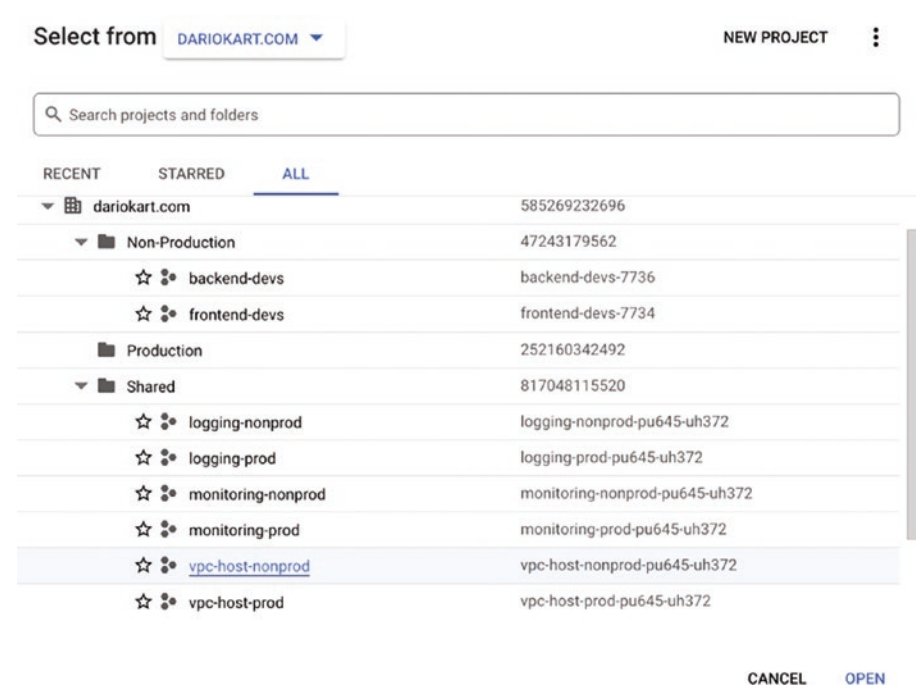 Select from DARIOKART.COM NEW PROJECT
Search projects and folders
RECENT STARRED ALL
dariokart.com 585269232696
Non-Production 47243179562
backend-devs backend-devs-7736
frontend-devs frontend-devs-7734
Production 252160342492
Shared 817048115520
logging-nonprod logging-nonprod-pu645-uh372
logging-prod logging-prod-pu645-uh372
monitoring-nonprod monitoring-nonprod-pu645-uh372
monitoring-prod monitoring-prod-pu645-uh372
vpc-host-nonprod vpc-host-nonprod-pu645-uh372
vpc-host-prod vpc-host-prod-pu645-uh372
CANCEL OPEN